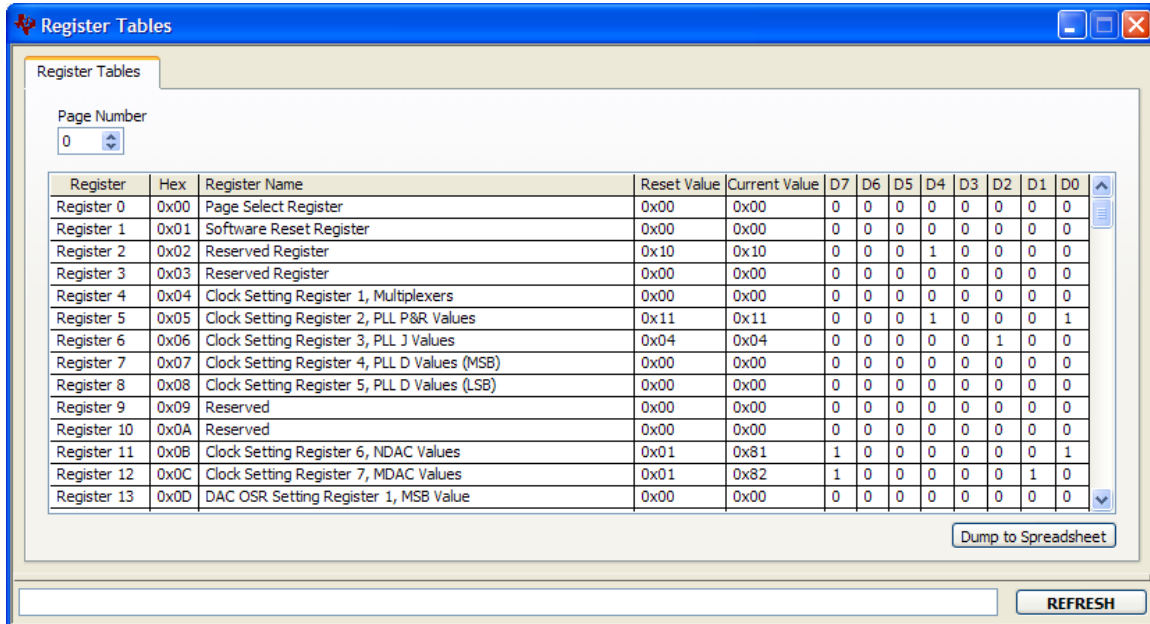 Register Tables
Register Tables
Page Number
0
Register Hex Register Name Reset Value Current Value D7 D6 D5 D4 D3 D2 D1 D0
Register 0 0x00 Page Select Register 0x00 0x00 0 0 0 0 0 0 0 0
Register 1 0x01 Software Reset Register 0x00 0x00 0 0 0 0 0 0 0 0
Register 2 0x02 Reserved Register 0x10 0x10 0 0 0 1 0 0 0 0
Register 3 0x03 Reserved Register 0x00 0x00 0 0 0 0 0 0 0 0
Register 4 0x04 Clock Setting Register 1, Multiplexers 0x00 0x00 0 0 0 0 0 0 0 0
Register 5 0x05 Clock Setting Register 2, PLL P&R Values 0x11 0x11 0 0 0 1 0 0 0 1
Register 6 0x06 Clock Setting Register 3, PLL J Values 0x04 0x04 0 0 0 0 0 1 0 0
Register 7 0x07 Clock Setting Register 4, PLL D Values (MSB) 0x00 0x00 0 0 0 0 0 0 0 0
Register 8 0x08 Clock Setting Register 5, PLL D Values (LSB) 0x00 0x00 0 0 0 0 0 0 0 0
Register 9 0x09 Reserved 0x00 0x00 0 0 0 0 0 0 0 0
Register 10 0x0A Reserved 0x00 0x00 0 0 0 0 0 0 0 0
Register 11 0x0B Clock Setting Register 6, NDAC Values 0x01 0x81 1 0 0 0 0 0 0 1
Register 12 0x0C Clock Setting Register 7, MDAC Values 0x01 0x82 1 0 0 0 0 0 1 0
Register 13 0x0D DAC OSR Setting Register 1, MSB Value 0x00 0x00 0 0 0 0 0 0 0 0
Dump to Spreadsheet
REFRESH